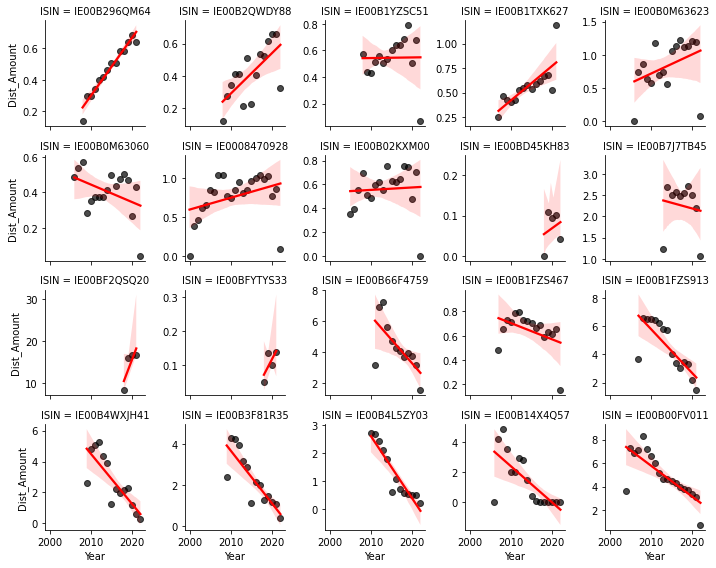 ISIN = IE00B296QM64 ISIN = IE00B2QWDY88 ISIN = IE00B1YZSC51 ISIN = IE00B1TXK627 ISIN = IE00B0M63623
Dist_Amount
0.6 0.4 0.2
0.6 0.4 0.2
0.8 0.6 0.4 0.2
1.00 0.75 0.50 0.25
1.5 1.0 0.5 0.0
ISIN = IE00B0M63060 ISIN = IE0008470928 ISIN = IE00B02KXM00 ISIN = IE00BD45KH83 ISIN = IE00B7J7TB45
Dist_Amount
0.6 0.4 0.2
1.0 0.5 0.0
0.8 0.6 0.4 0.2 0.0
0.2 0.1 0.0
3.0 2.5 2.0 1.5 1.0
ISIN = IE00BF2QSQ20 ISIN = IE00BFYTYS33 ISIN = IE00B66F4759 ISIN = IE00B1FZS467 ISIN = IE00B1FZS913
Dist_Amount
30 20 10
0.3 0.2 0.1
8 6 4 2
0.8 0.6 0.4 0.2
8 6 4 2
ISIN = IE00B4WXJH41 ISIN = IE00B3F81R35 ISIN = IE00B4L5ZY03 ISIN = IE00B14X4Q57 ISIN = IE00B00FV011
Dist_Amount
6 4 2 0
4 2 0
3 2 1 0
4 2 0
8 6 4 2
2000 2010 2020 2000 2010 2020 2000 2010 2020 2000 2010 2020 2000 2010 2020
Year Year Year Year Year